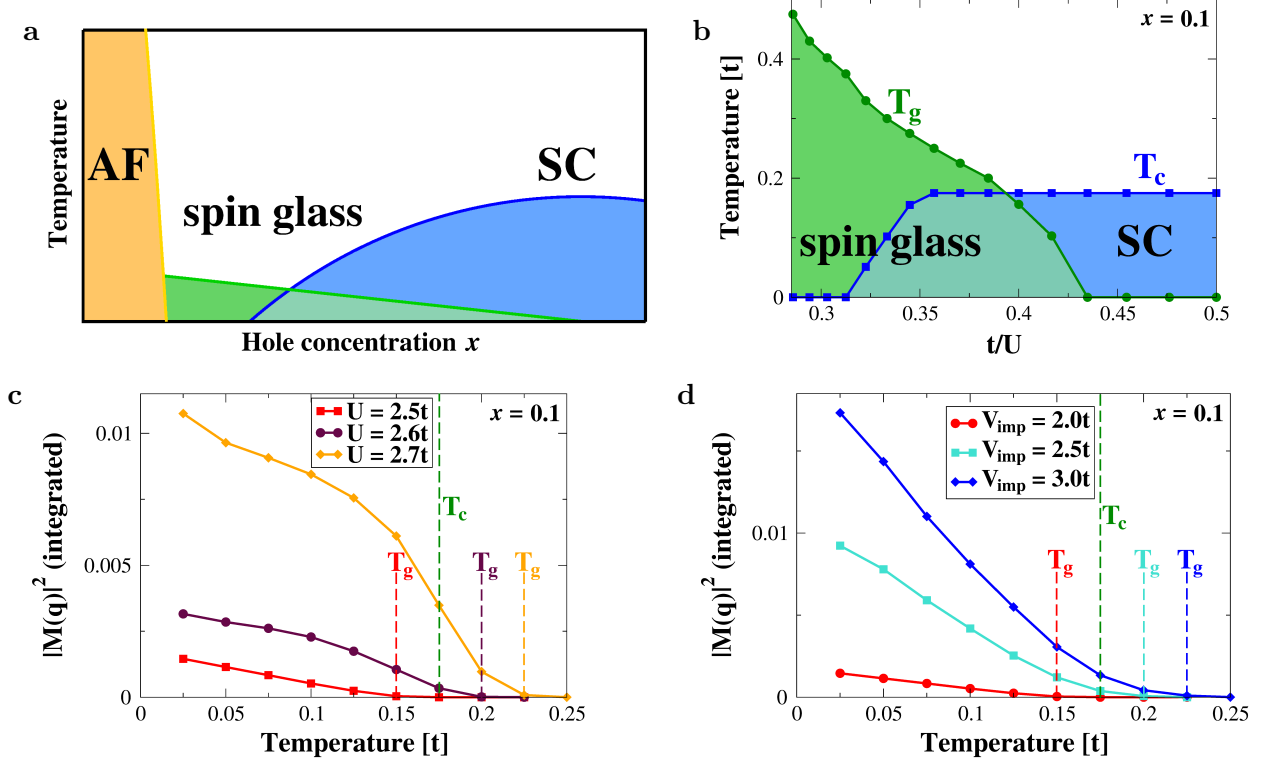 a
Temperature
AF
spin glass
SC
Hole concentration x
b
x = 0.1
Temperature [t]
0.4
0.2
0
Tg
Tc
spin glass
SC
0.3
0.35
0.4
0.45
0.5
t/U
c
|M(q)|² (integrated)
0.01
0.005
0
U = 2.5t
U = 2.6t
U = 2.7t
x = 0.1
Tc
Tg Tg Tg
0
0.05
0.1
0.15
0.2
0.25
Temperature [t]
d
|M(q)|² (integrated)
0.01
0
Vimp = 2.0t
Vimp = 2.5t
Vimp = 3.0t
x = 0.1
Tc
Tg Tg Tg
0
0.05
0.1
0.15
0.2
0.25
Temperature [t]